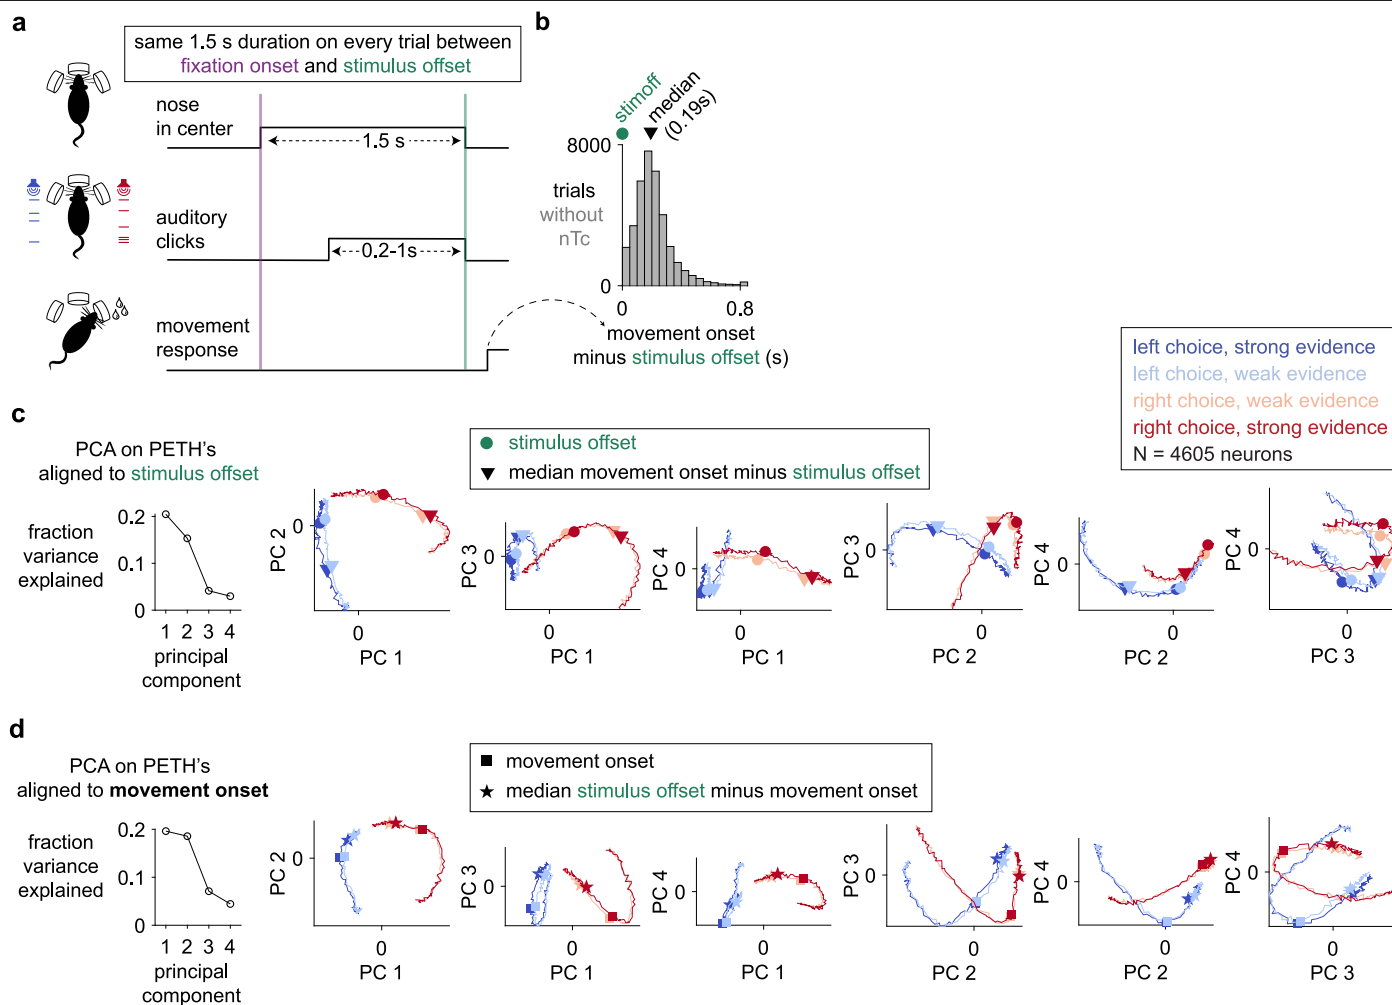 a
same 1.5 s duration on every trial between
fixation onset and stimulus offset
nose
in center
1.5 s
auditory
clicks
0.2-1s
movement
response
b
stimoff
median
(0.19s)
8000
trials
without
nTc
0
0
0.8
movement onset
minus stimulus offset (s)
left choice, strong evidence
left choice, weak evidence
right choice, weak evidence
right choice, strong evidence
N = 4605 neurons
c
PCA on PETH's
aligned to stimulus offset
stimulus offset
median movement onset minus stimulus offset
fraction
variance
explained
0.2
0.1
0
1 2 3 4
principal
component
PC 2
0
0
PC 1
PC 3
0
0
PC 1
PC 4
0
0
PC 1
PC 3
0
0
PC 2
PC 4
0
0
PC 2
PC 4
0
0
PC 3
d
PCA on PETH's
aligned to movement onset
movement onset
median stimulus offset minus movement onset
fraction
variance
explained
0.2
0.1
0
1 2 3 4
principal
component
PC 2
0
0
PC 1
PC 3
0
0
PC 1
PC 4
0
0
PC 1
PC 3
0
0
PC 2
PC 4
0
0
PC 2
PC 4
0
0
PC 3